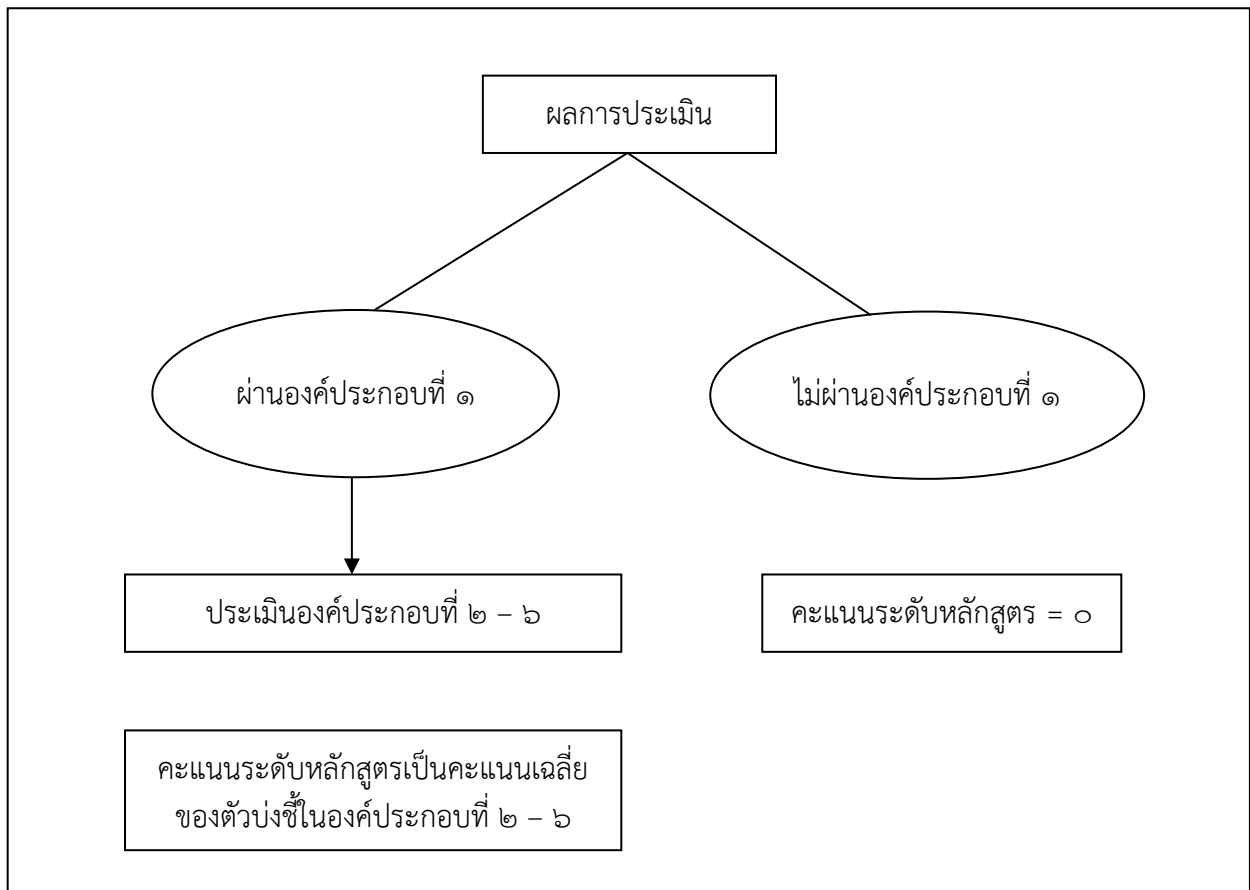 ผลการประเมิน
ผ่านองค์ประกอบที่ ๑
ไม่ผ่านองค์ประกอบที่ ๑
ประเมินองค์ประกอบที่ ๒ – ๖
คะแนนระดับหลักสูตร = ๐
คะแนนระดับหลักสูตรเป็นคะแนนเฉลี่ย
ของตัวบ่งชี้ในองค์ประกอบที่ ๒ – ๖